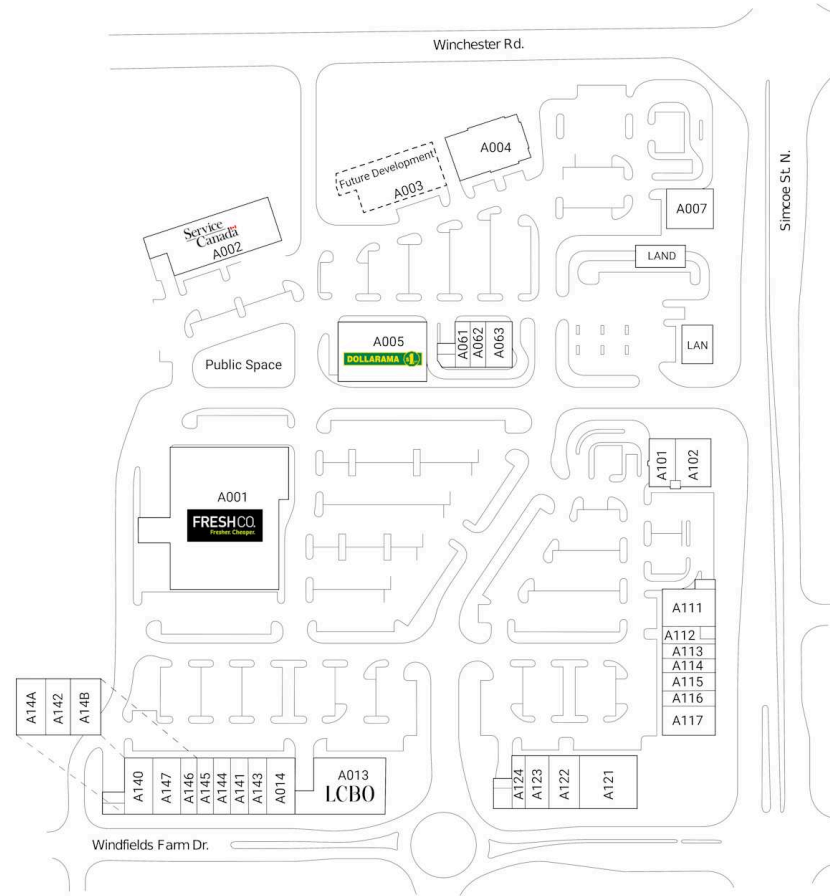 Winchester Rd.
Simcoe St. N.
Future Development
A003
A004
A007
Service
Canada
A002
LAND
A005
DOLLARAMA
A061
A062
A063
LAN
Public Space
A001
FRESHCO.
Fresher. Cheaper.
A101
A102
A111
A112
A113
A114
A115
A116
A117
A14A
A142
A14B
A140
A147
A146
A145
A144
A141
A143
A014
A013
LCBO
A124
A123
A122
A121
Windfields Farm Dr.